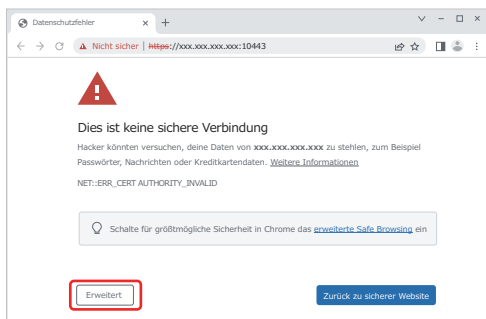 Datenschutzfehler
Nicht sicher | https://xxx.xxx.xxx.xxx:10443
Dies ist keine sichere Verbindung
Hacker könnten versuchen, deine Daten von xxx.xxx.xxx.xxx zu stehlen, zum Beispiel
Passwörter, Nachrichten oder Kreditkartendaten. Weitere Informationen
NET::ERR_CERT AUTHORITY_INVALID
Schalte für größtmögliche Sicherheit in Chrome das erweiterte Safe Browsing ein
Erweitert
Zurück zu sicherer Website